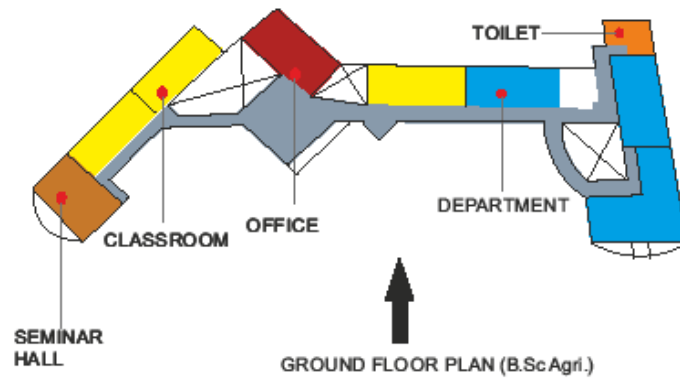 TOILET
DEPARTMENT
OFFICE
CLASSROOM
SEMINAR
HALL
GROUND FLOOR PLAN (B.Sc Agri.)